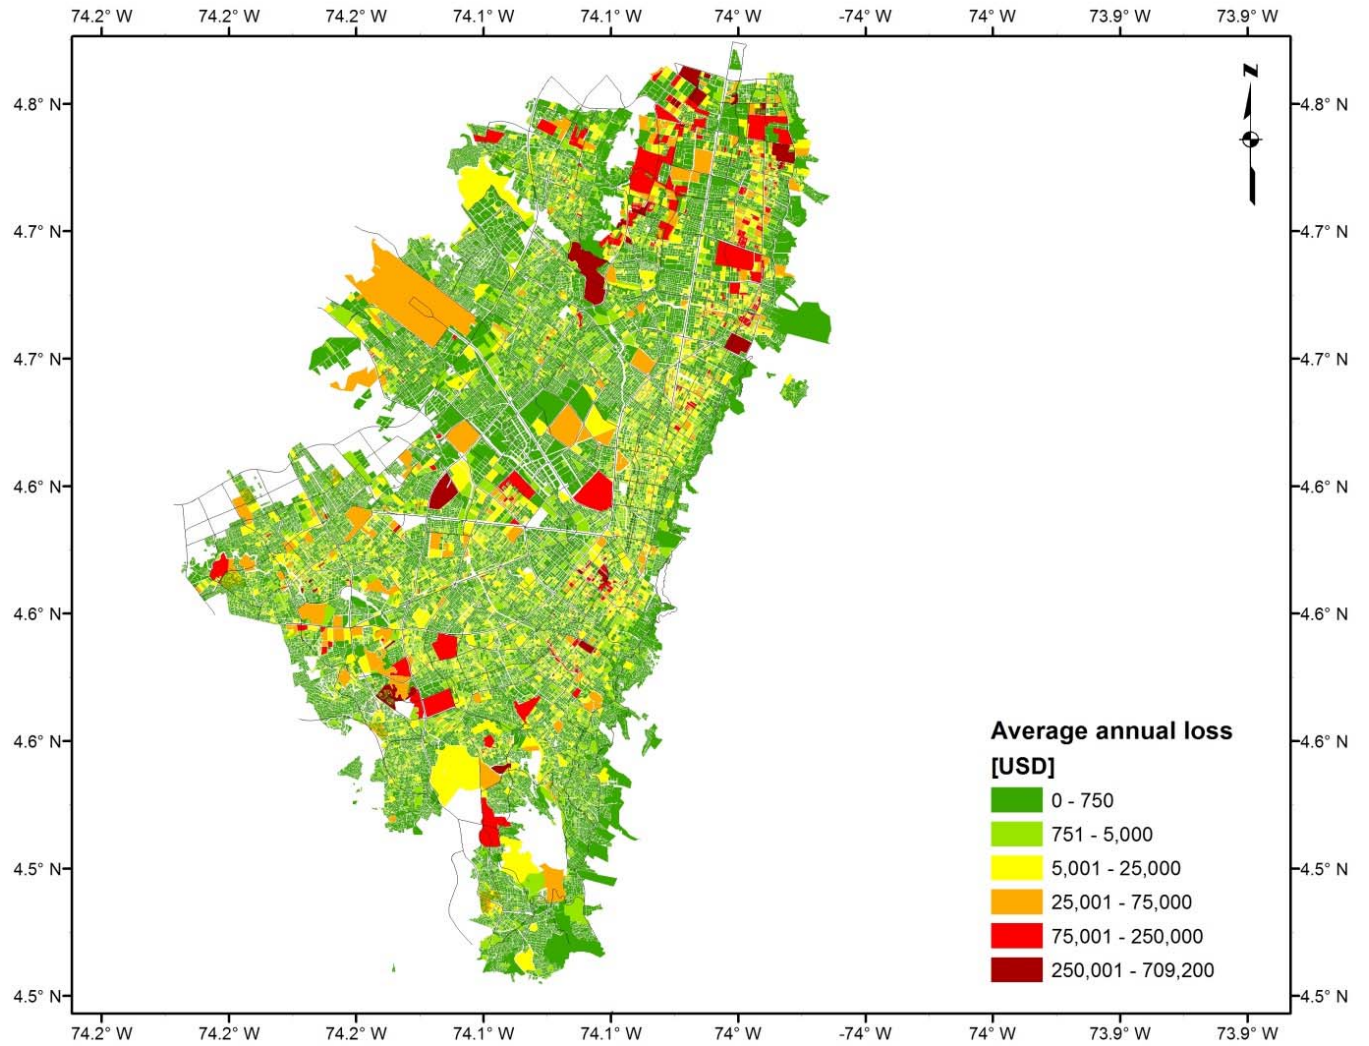 74.2° W 74.2° W 74.2° W 74.1° W 74.1° W 74° W -74° W 74° W 73.9° W 73.9° W
N
4.8° N 4.8° N
4.7° N 4.7° N
4.7° N 4.7° N
4.6° N 4.6° N
4.6° N 4.6° N
Average annual loss
4.6° N 4.6° N
[USD]
0 - 750
751 - 5,000
5,001 - 25,000
4.5° N 4.5° N
25,001 - 75,000
75,001 - 250,000
250,001 - 709,200
4.5° N 4.5° N
74.2° W 74.2° W 74.2° W 74.1° W 74.1° W 74° W -74° W 74° W 73.9° W 73.9° W